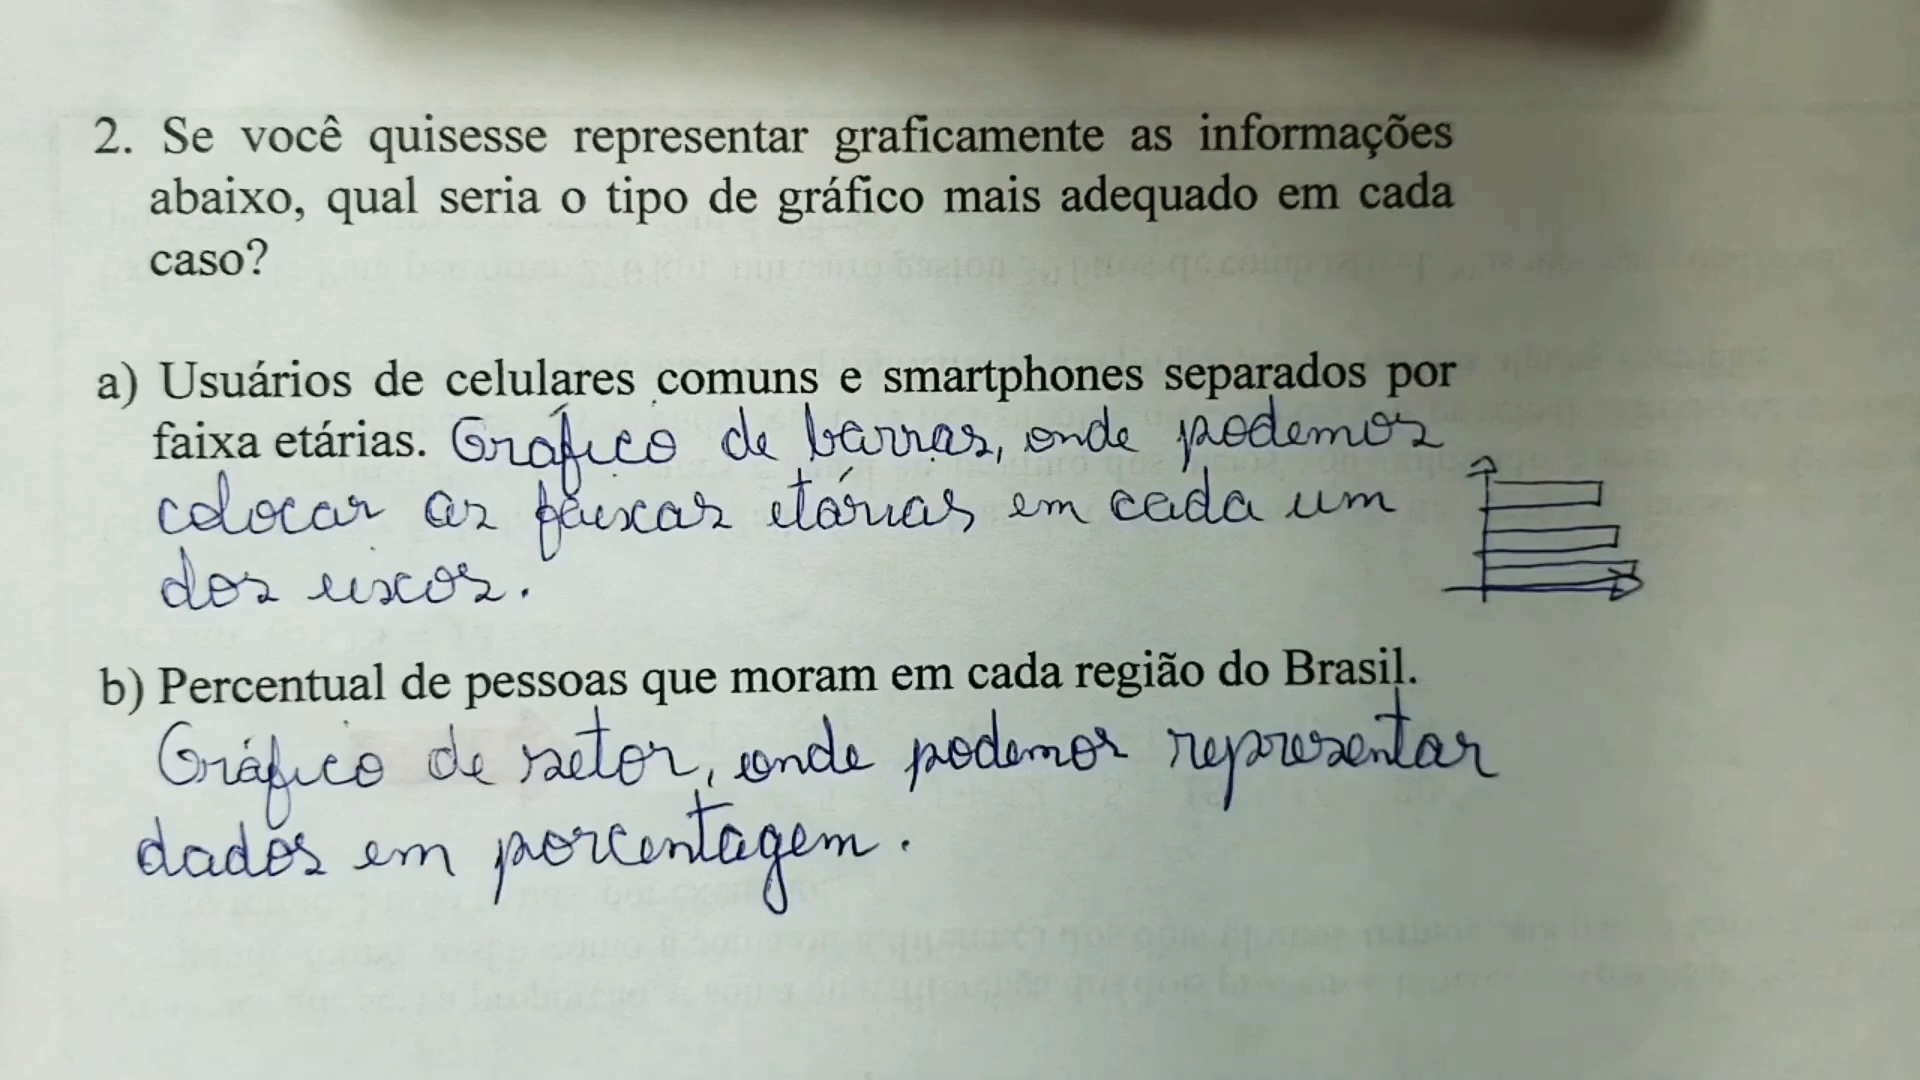 2. Se você quisesse representar graficamente as informações
abaixo, qual seria o tipo de gráfico mais adequado em cada
caso?
a) Usuários de celulares comuns e smartphones separados por
faixa etárias. Gráfico de barras, onde podemos
colocar as faixas etárias em cada um
dos eixos.
b) Percentual de pessoas que moram em cada região do Brasil.
Gráfico de setor, onde podemos representar
dados em porcentagem.